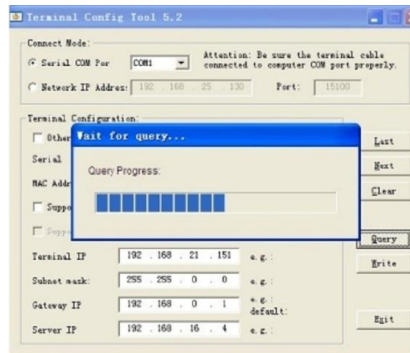 Terminal Config Tool 5.2
Connect Mode:
Serial COM Por COM1 Attention: Be sure the terminal cable
connected to computer COM port properly.
Network IP Addres: 192 . 168 . 25 . 130 Port: 15100
Terminal Configuration:
Other
Wait for query...
Last
Serial
Query Progress:
Next
MAC Addr
Clear
Suppo
Suppo
Query
Terminal IP 192 . 168 . 21 . 151 e.g.:
Write
Subnet mask: 255 . 255 . 0 . 0 e.g.:
Gateway IP 192 . 168 . 0 . 1 e.g.:
default:
Server IP 192 . 168 . 16 . 4 e.g.:
Exit